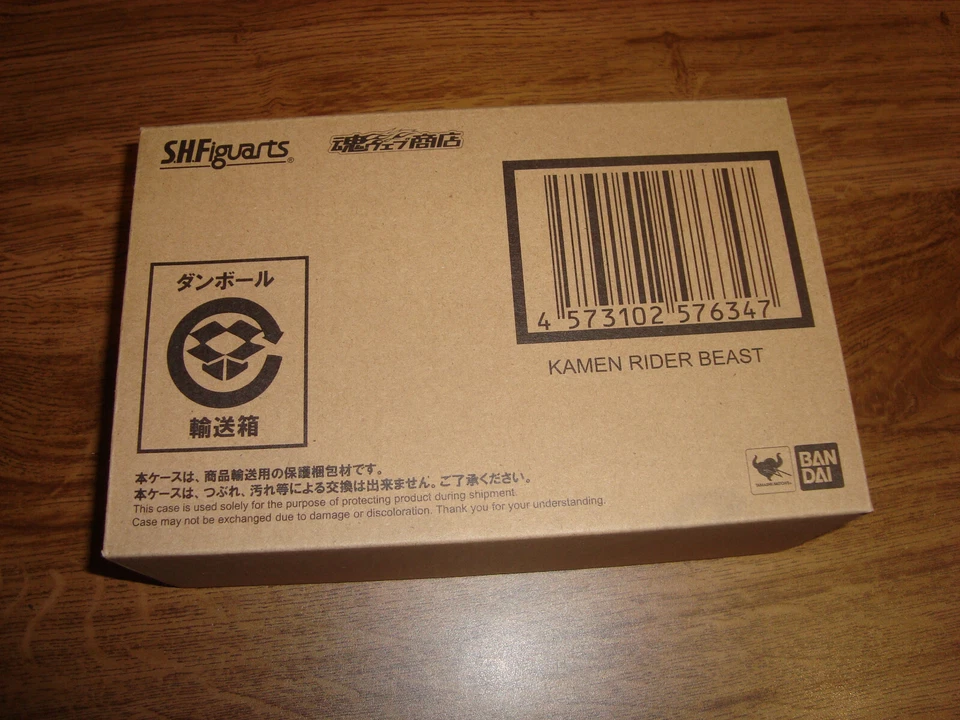 S.H.Figuarts®
魂ウェブ商店
4 573102 576347
KAMEN RIDER BEAST
ダンボール
輸送箱
本ケースは、商品輸送用の保護梱包材です。
本ケースは、つぶれ、汚れ等による交換は出来ません。ご了承ください。
This case is used solely for the purpose of protecting product during shipment.
Case may not be exchanged due to damage or discoloration. Thank you for your understanding.
BAN
DAI